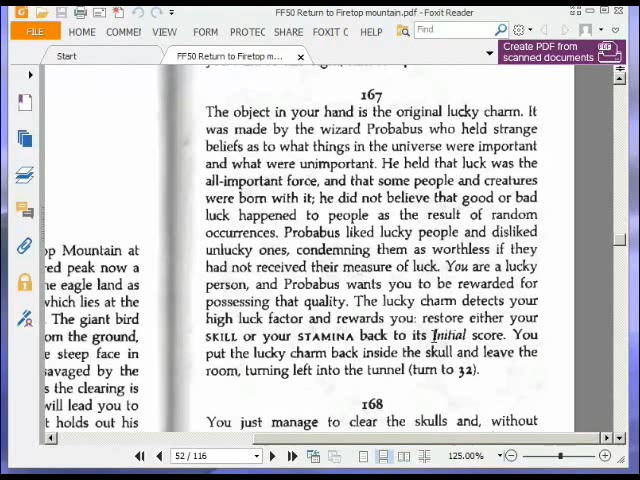 FF50 Return to Firetop mountain.pdf - Foxit Reader
FILE HOME COMME! VIEW FORM PROTEC SHARE FOXIT C HELP Find
Start FF50 Return to Firetop m... Create PDF from
scanned documents
167
The object in your hand is the original lucky charm. It
was made by the wizard Probabus who held strange
beliefs as to what things in the universe were important
and what were unimportant. He held that luck was the
all-important force, and that some people and creatures
were born with it; he did not believe that good or bad
luck happened to people as the result of random
occurrences. Probabus liked lucky people and disliked
unlucky ones, condemning them as worthless if they
had not received their measure of luck. You are a lucky
person, and Probabus wants you to be rewarded for
possessing that quality. The lucky charm detects your
high luck factor and rewards you: restore either your
SKILL or your STAMINA back to its Initial score. You
put the lucky charm back inside the skull and leave the
room, turning left into the tunnel (turn to 32).
168
You just manage to clear the skulls and, without
op Mountain at
red peak now a
he eagle land as
which lies at the
. The giant bird
om the ground,
e steep face in
savaged by the
s the clearing is
will lead you to
t holds out his
52 / 116 125.00%